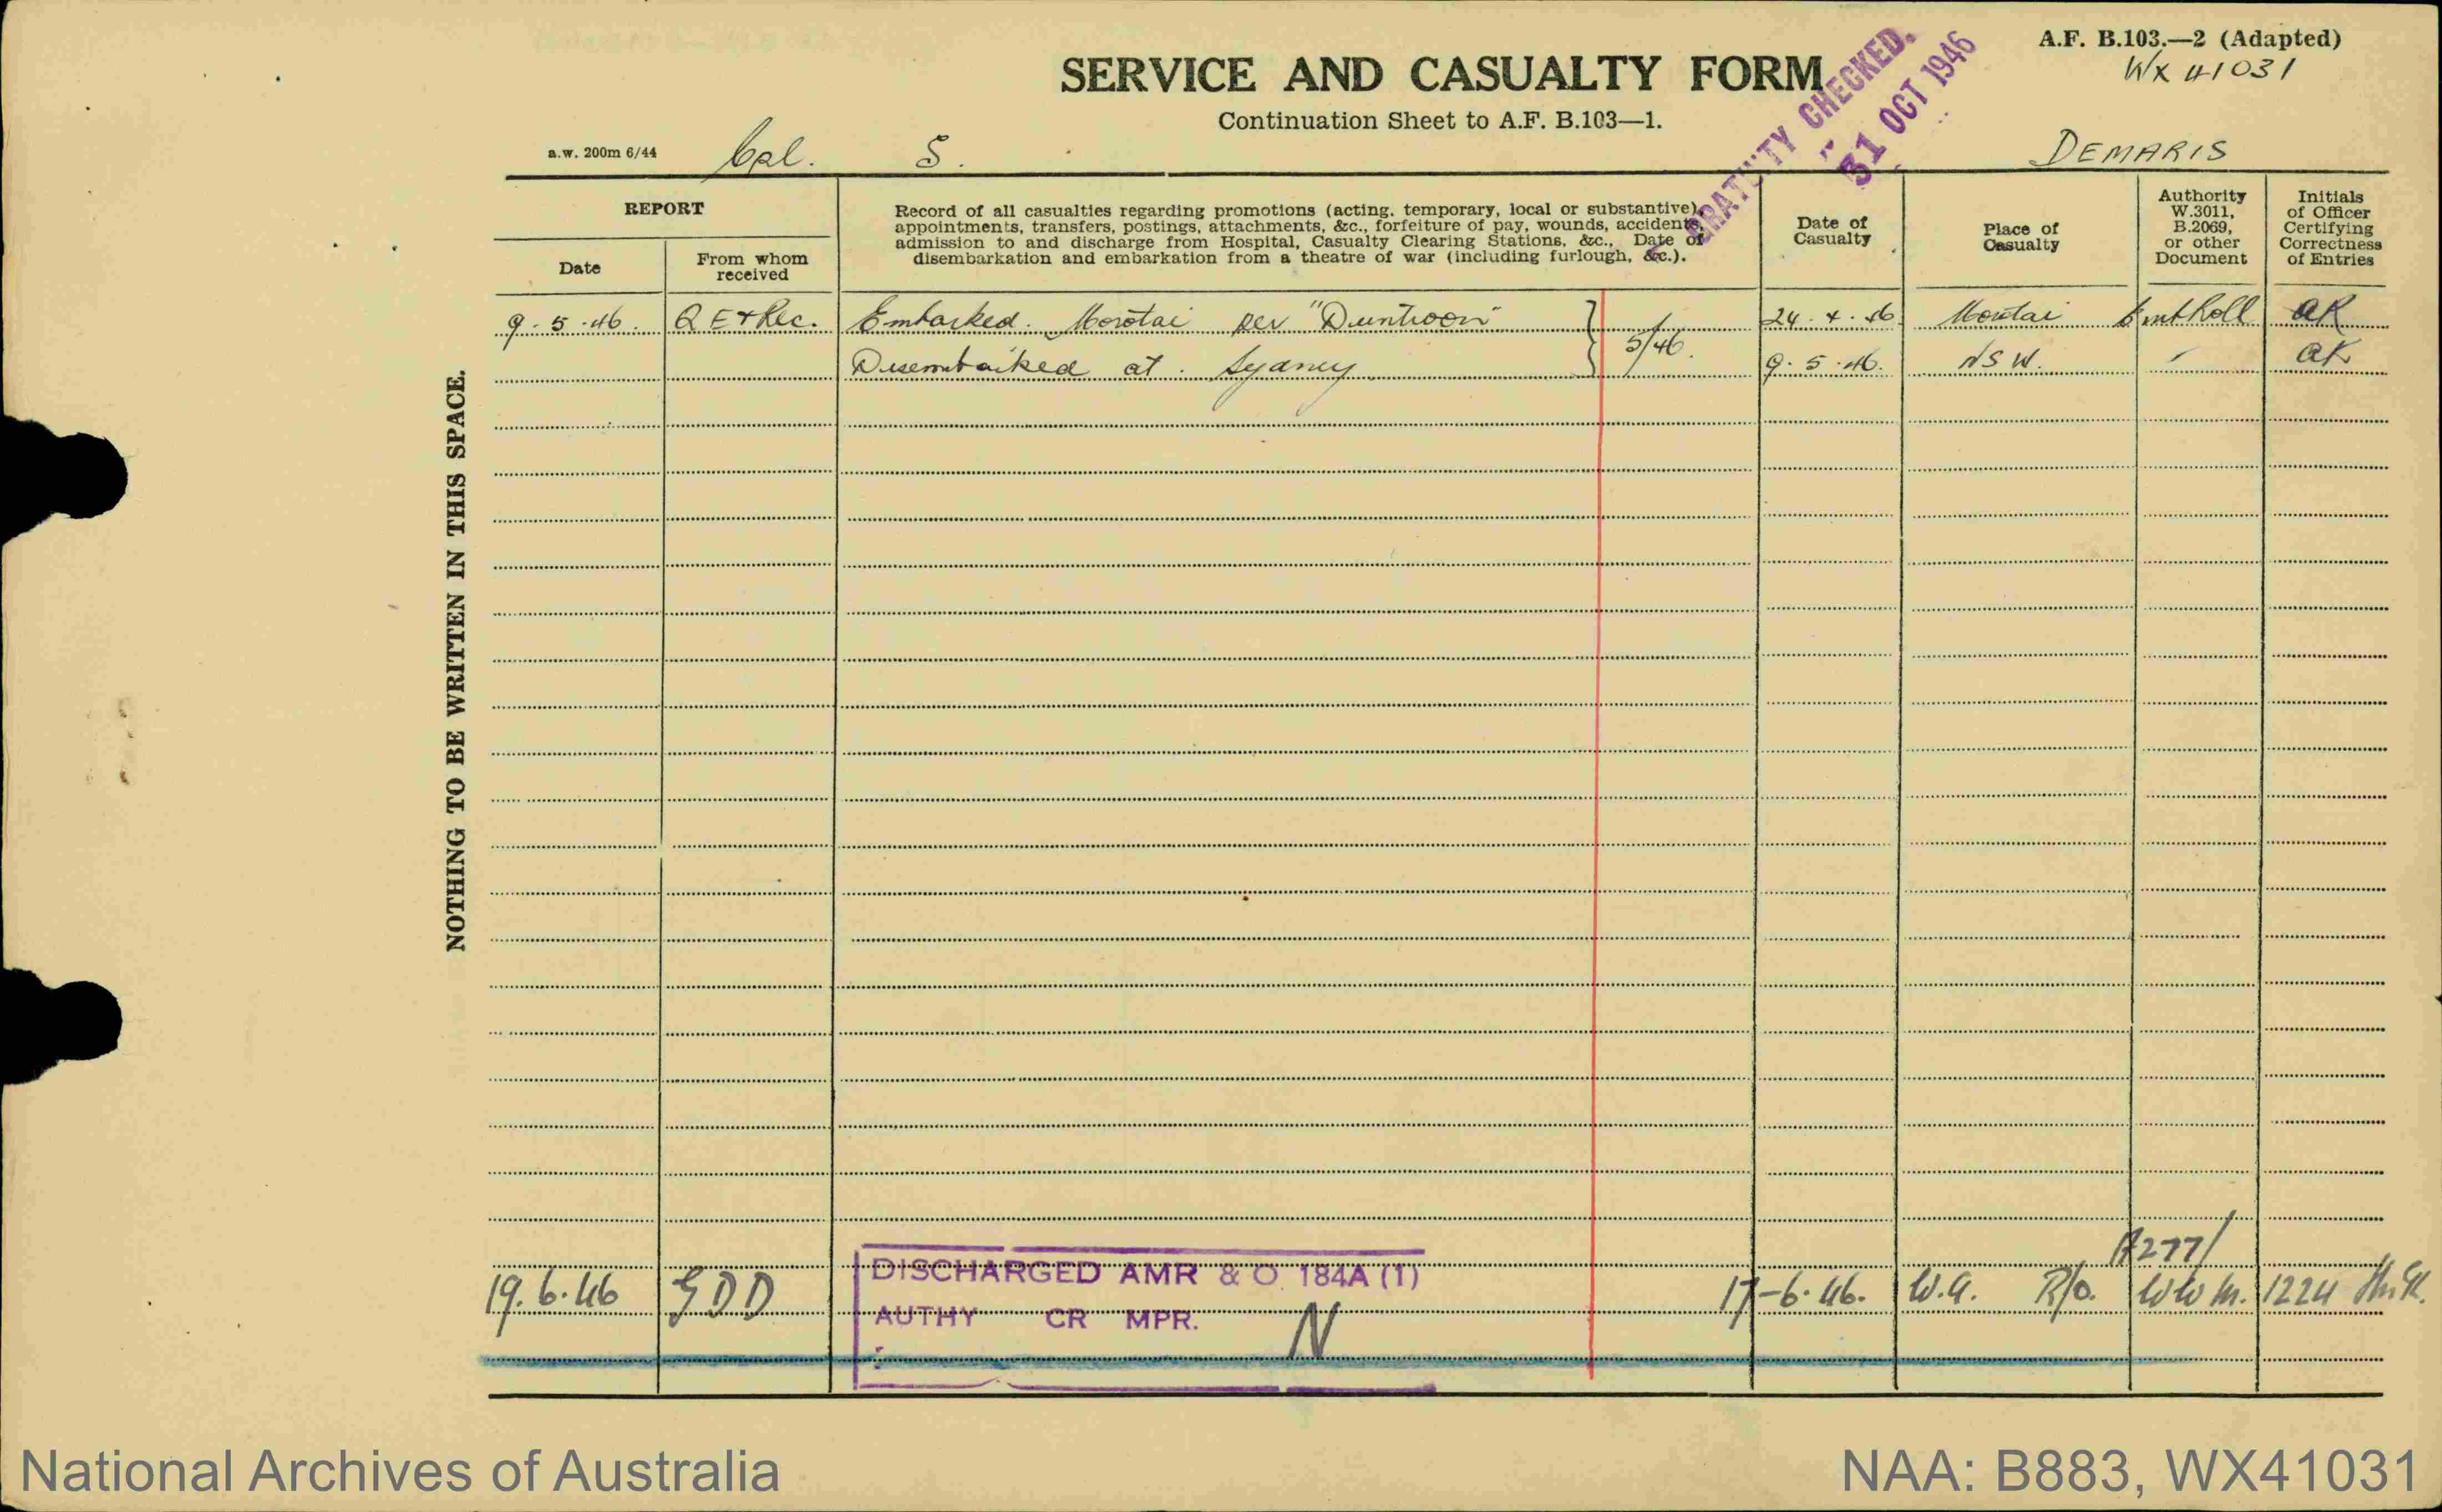 A.F. B.103.—2 (Adapted)
WX 41031
SERVICE AND CASUALTY FORM
Continuation Sheet to A.F. B.103—1.
GRATUITY CHECKED.
31 OCT 1946
a.w. 200m 6/44 Cpl. S. DEMARIS
REPORT
Date
From whom
received
Record of all casualties regarding promotions (acting, temporary, local or substantive),
appointments, transfers, postings, attachments, &c., forfeiture of pay, wounds, accidents,
admission to and discharge from Hospital, Casualty Clearing Stations, &c., Date of
disembarkation and embarkation from a theatre of war (including furlough, &c.).
Date of
Casualty
Place of
Casualty
Authority
W.3011,
B.2069,
or other
Document
Initials
of Officer
Certifying
Correctness
of Entries
9.5.46. Embarked. Morotai per "Duntroon" 24.4.46 Morotai Emb Roll AK
Disembarked at Sydney 5/46. 9.5.46. NSW. AK
NOTHING TO BE WRITTEN IN THIS SPACE.
19.6.46 GDD DISCHARGED AMR & O 184A (1) 17-6-46. W.A. R/O. A277/
AUTHY CR MPR. N 1224
National Archives of Australia
NAA: B883, WX41031